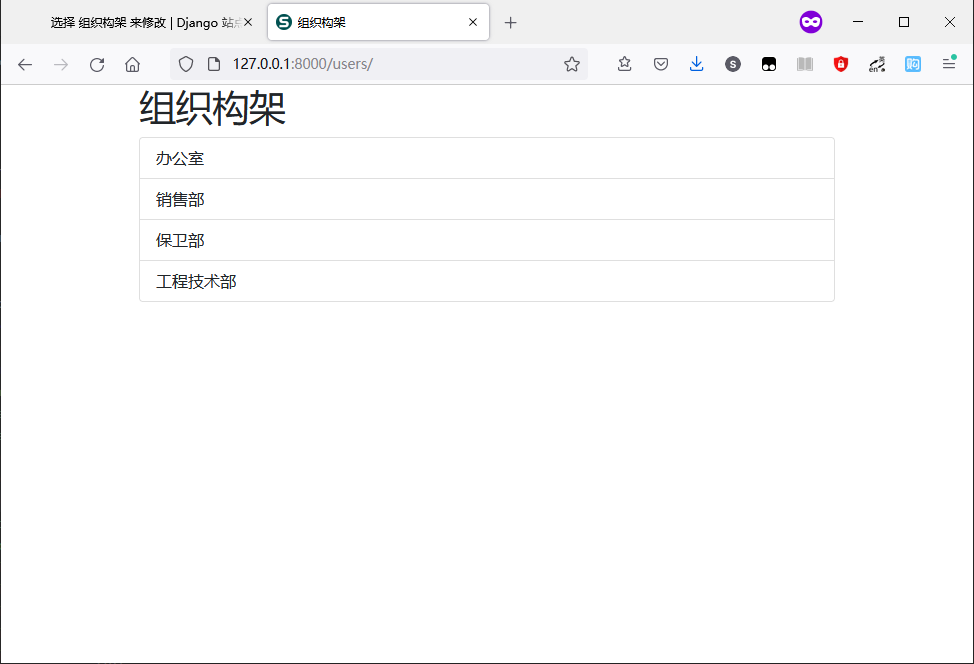 选择 组织构架 来修改 | Django 站点
组织构架
127.0.0.1:8000/users/
组织构架
办公室
销售部
保卫部
工程技术部